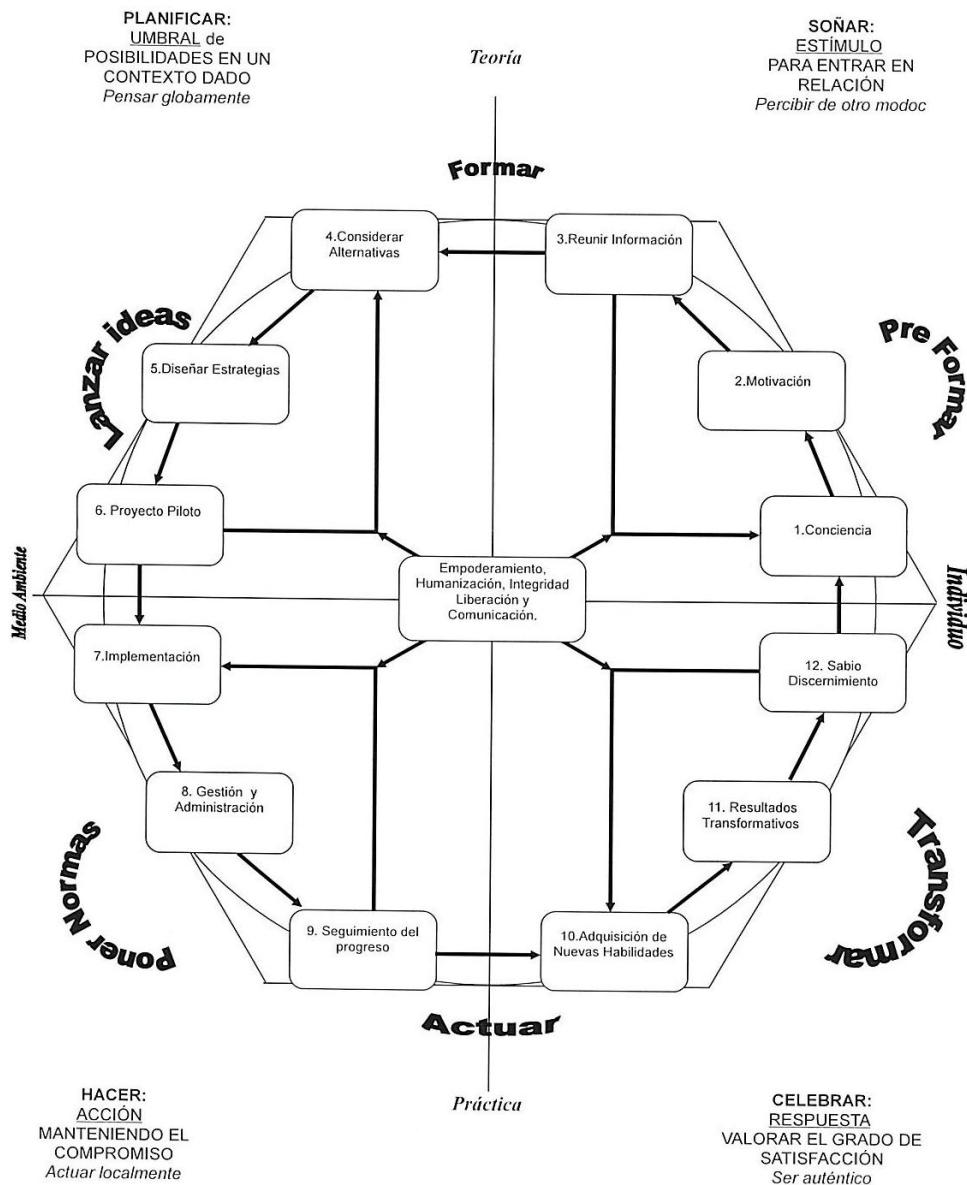 PLANIFICAR:
UMBRAL de
POSIBILIDADES EN UN
CONTEXTO DADO
Pensar globamente
Teoría
SOÑAR:
ESTÍMULO
PARA ENTRAR EN
RELACIÓN
Percibir de otro modoc
Formar
4.Considerar
Alternativas
3.Reunir Información
Lanzar ideas
Pre Formar
5.Diseñar Estrategias
2.Motivación
6. Proyecto Piloto
1.Conciencia
Empoderamiento,
Humanización, Integridad
Liberación y
Comunicación.
Medio Ambiente
Individuo
7.Implementación
12. Sabio
Discernimiento
8. Gestión y
Administración
11. Resultados
Transformativos
Poner Normas
Transformar
9. Seguimiento del
progreso
10.Adquisición de
Nuevas Habilidades
Actuar
HACER:
ACCIÓN
MANTENIENDO EL
COMPROMISO
Actuar localmente
Práctica
CELEBRAR:
RESPUESTA
VALORAR EL GRADO DE
SATISFACCIÓN
Ser auténtico